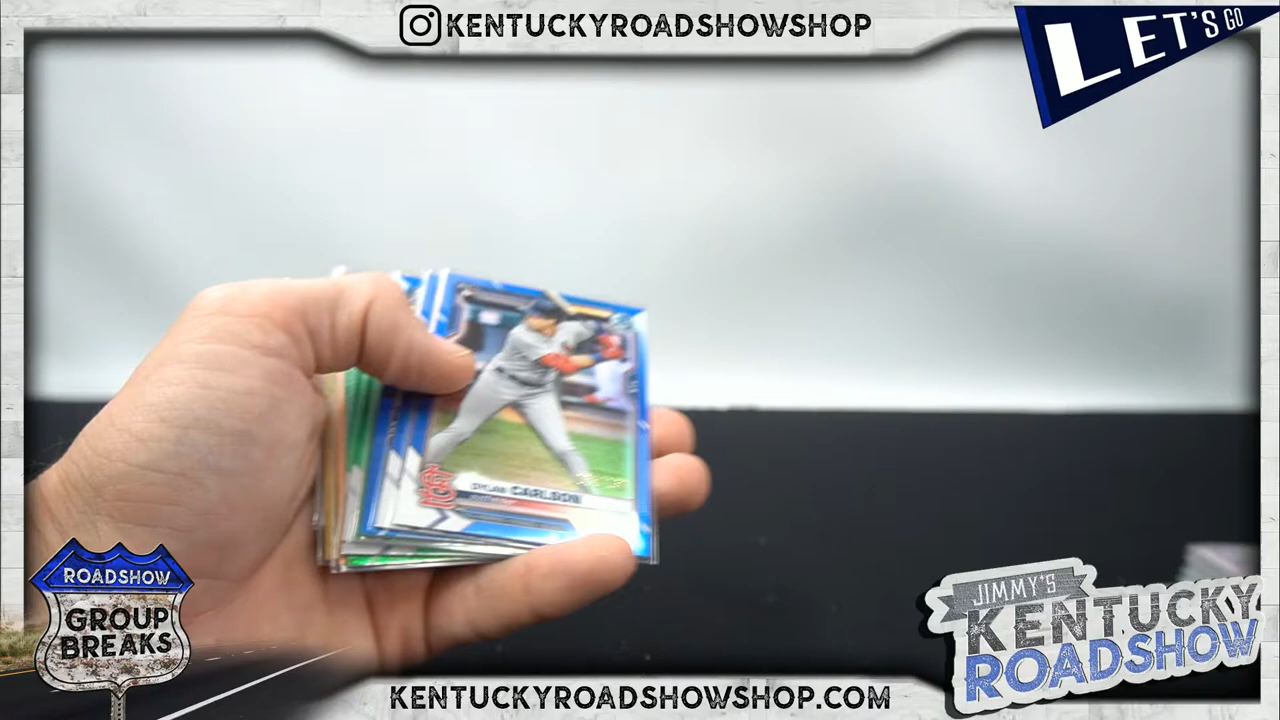 KENTUCKYROADSHOWSHOP
LET'S GO
DYLAN CARLSON
ROADSHOW
GROUP
BREAKS
JIMMY'S
KENTUCKY
ROADSHOW
KENTUCKYROADSHOWSHOP.COM